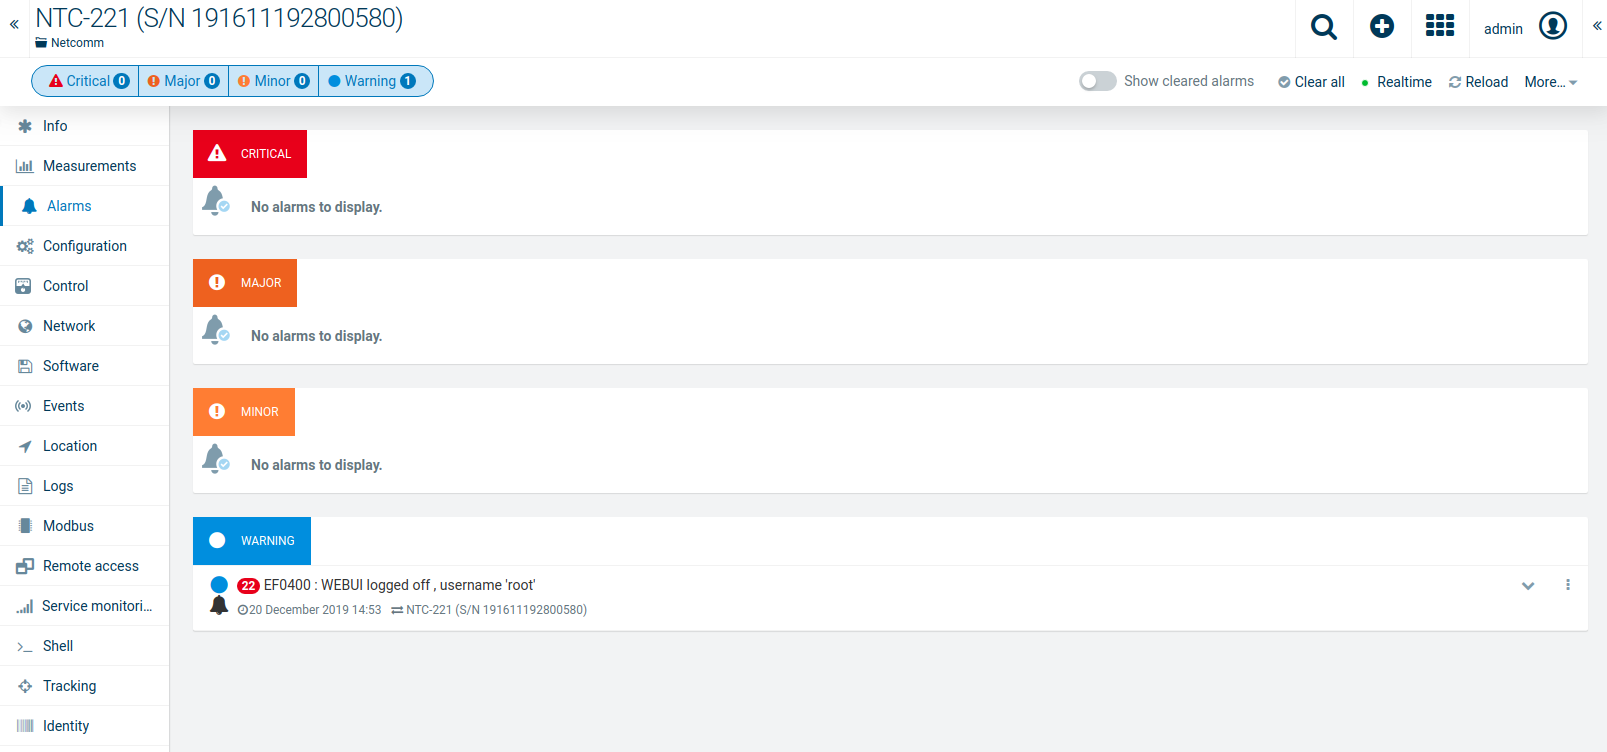 NTC-221 (S/N 191611192800580)
Netcomm
admin
Critical 0 Major 0 Minor 0 Warning 1
Show cleared alarms Clear all Realtime Reload More...
Info
Measurements
Alarms
Configuration
Control
Network
Software
Events
Location
Logs
Modbus
Remote access
Service monitori...
Shell
Tracking
Identity
CRITICAL
No alarms to display.
MAJOR
No alarms to display.
MINOR
No alarms to display.
WARNING
22 EF0400 : WEBUI logged off , username 'root'
20 December 2019 14:53 NTC-221 (S/N 191611192800580)